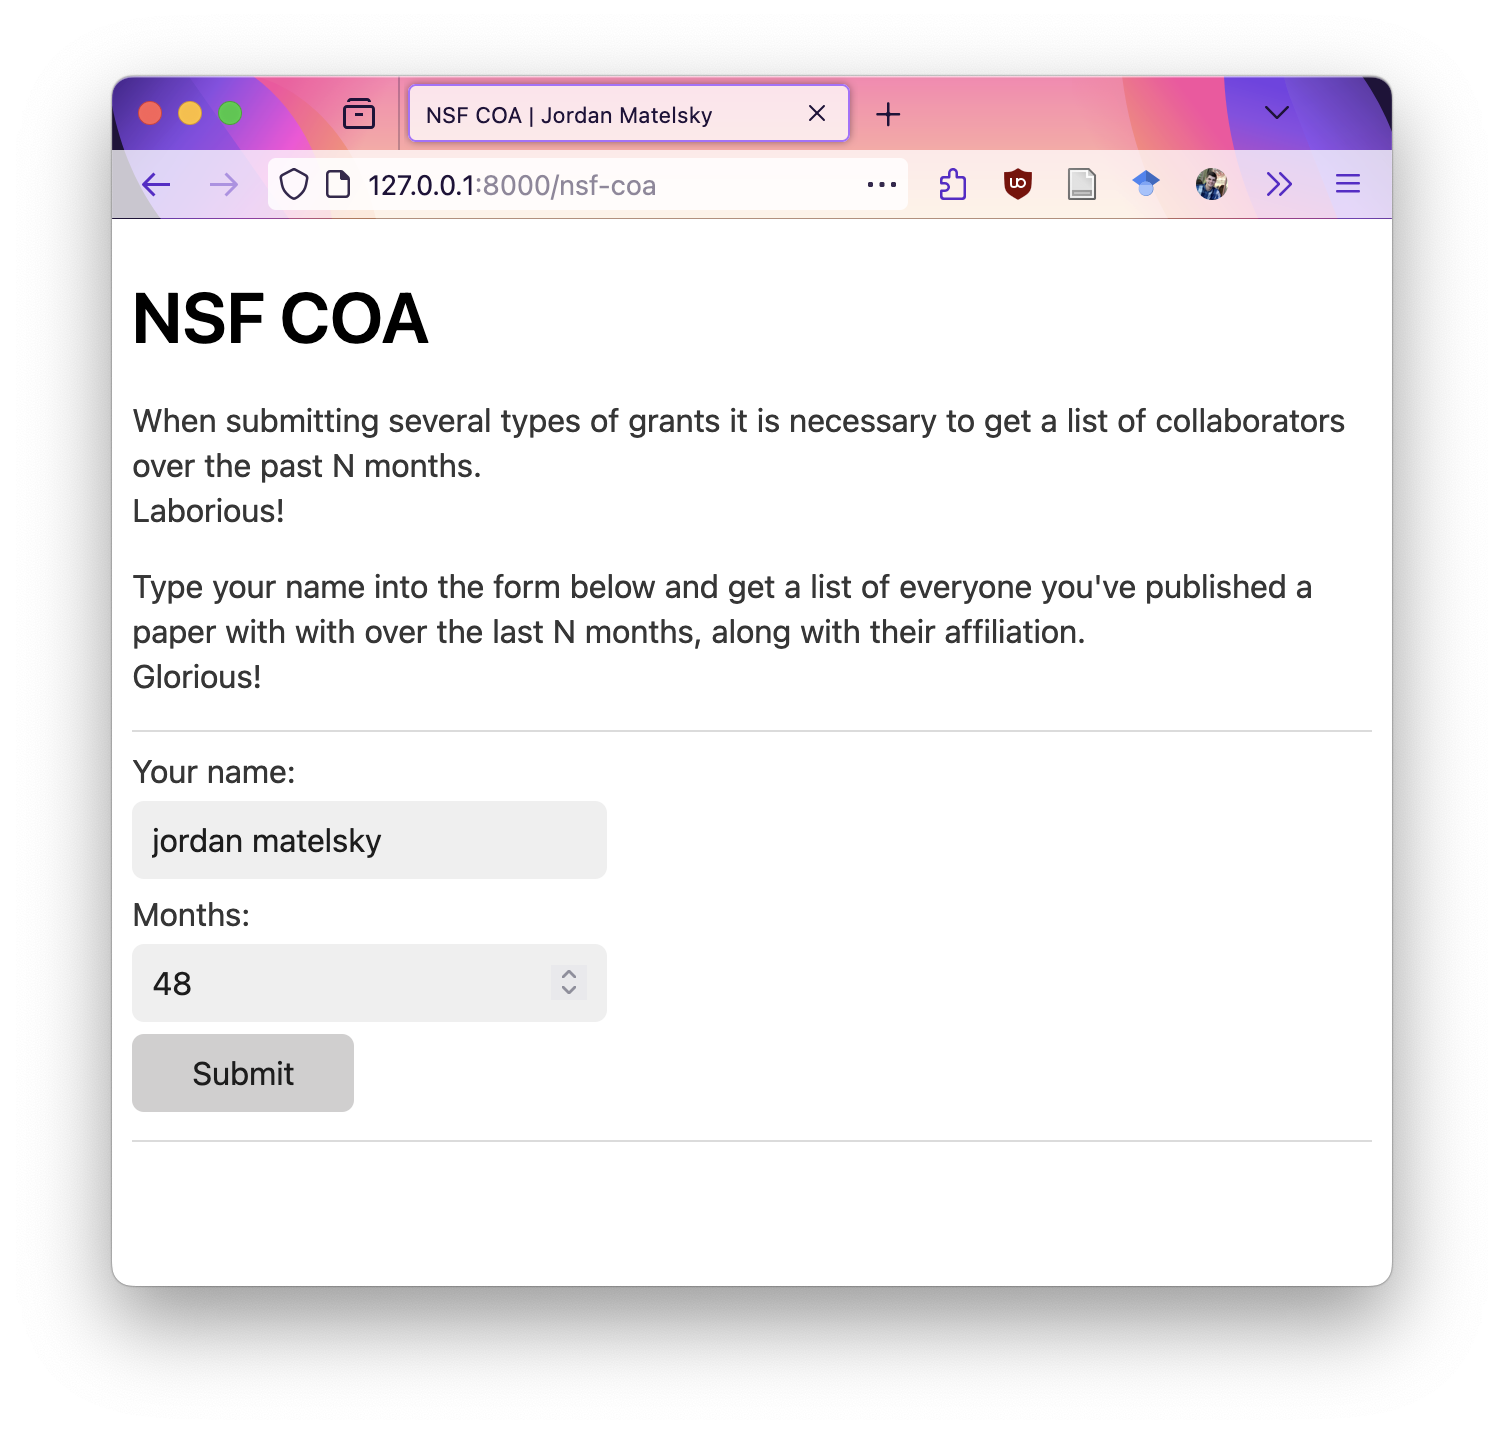 NSF COA | Jordan Matelsky
127.0.0.1:8000/nsf-coa
NSF COA
When submitting several types of grants it is necessary to get a list of collaborators
over the past N months.
Laborious!
Type your name into the form below and get a list of everyone you've published a
paper with with over the last N months, along with their affiliation.
Glorious!
Your name:
jordan matelsky
Months:
48
Submit